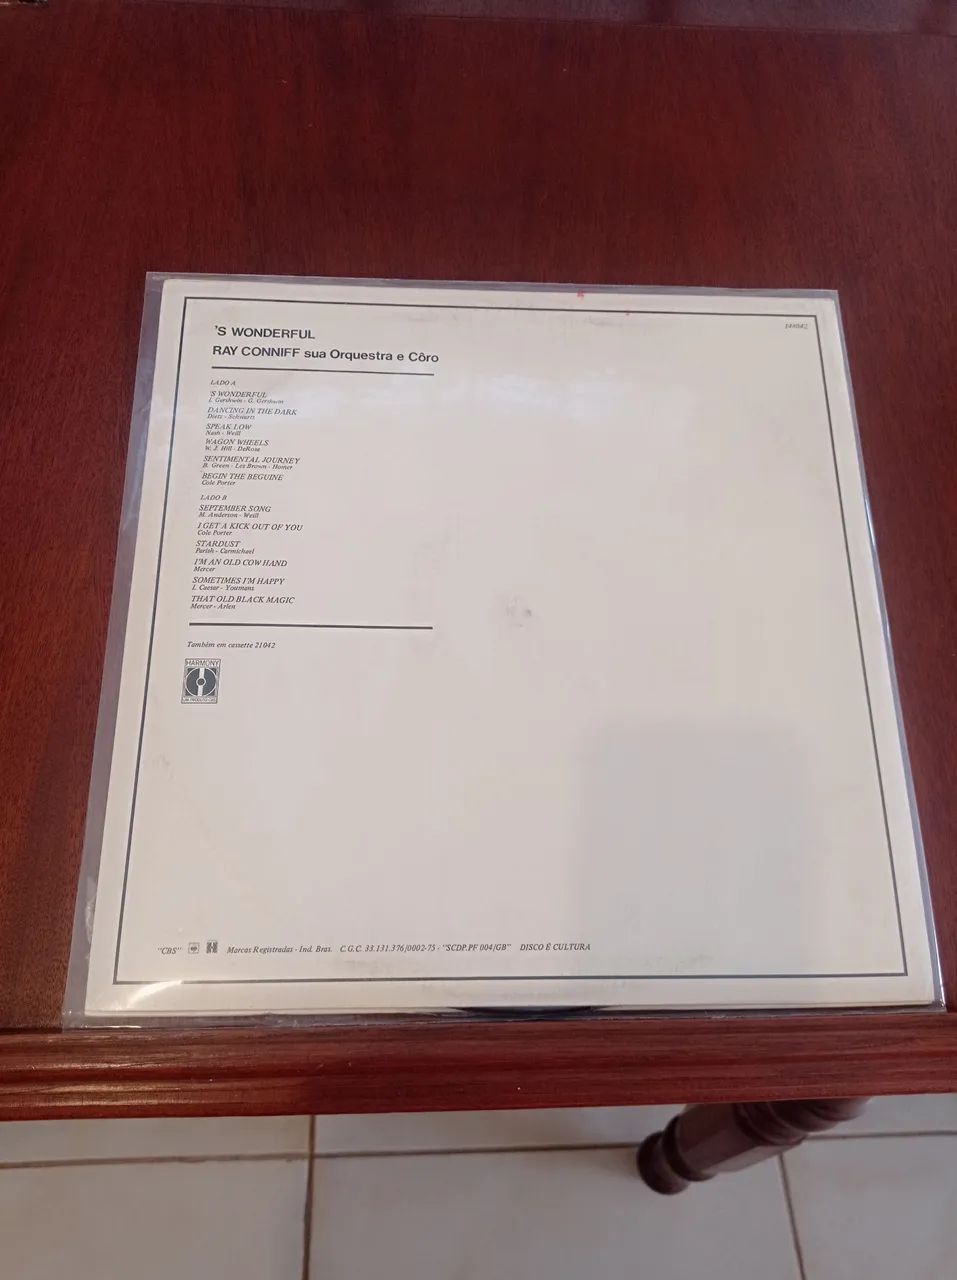 'S WONDERFUL
144042
RAY CONNIFF sua Orquestra e Côro
LADO A
'S WONDERFUL
I. Gershwin - G. Gershwin
DANCING IN THE DARK
Dietz - Schwartz
SPEAK LOW
Nash - Weill
WAGON WHEELS
W. J. Hill - DeRose
SENTIMENTAL JOURNEY
B. Green - Les Brown - Homer
BEGIN THE BEGUINE
Cole Porter
LADO B
SEPTEMBER SONG
M. Anderson - Weill
I GET A KICK OUT OF YOU
Cole Porter
STARDUST
Parish - Carmichael
I'M AN OLD COW HAND
Mercer
SOMETIMES I'M HAPPY
I. Caesar - Youmans
THAT OLD BLACK MAGIC
Mercer - Arlen
Também em cassette 21042
HARMONY
UM PRODUTO CBS
"CBS" Marcas Registradas - Ind. Bras. C.G.C. 33.131.376/0002-75 - "SCDP.PF 004/GB" DISCO É CULTURA